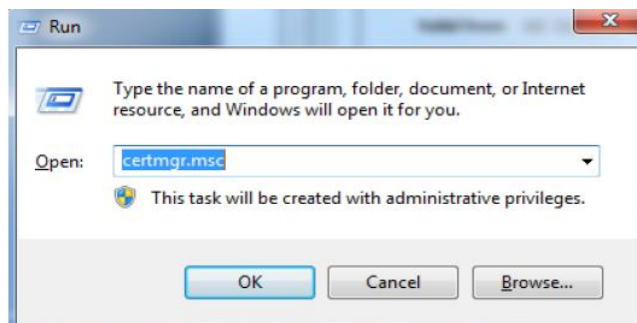 Run
Type the name of a program, folder, document, or Internet
resource, and Windows will open it for you.
Open: certmgr.msc
This task will be created with administrative privileges.
OK Cancel Browse...